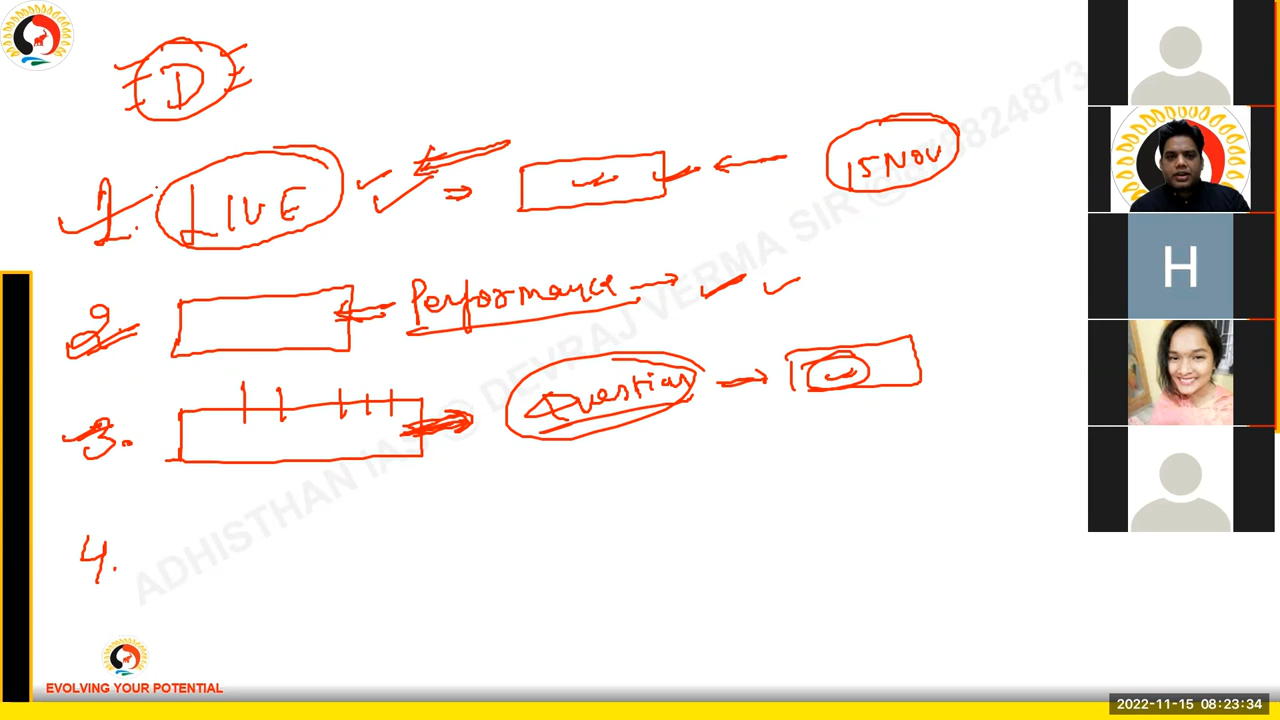 D
1. LIVE ⇒ 15 NOV
2. Performance
3. Question
4.
ADHISTHAN IAS @ DEVRAJ VERMA SIR
H
EVOLVING YOUR POTENTIAL
2022-11-15 08:23:34